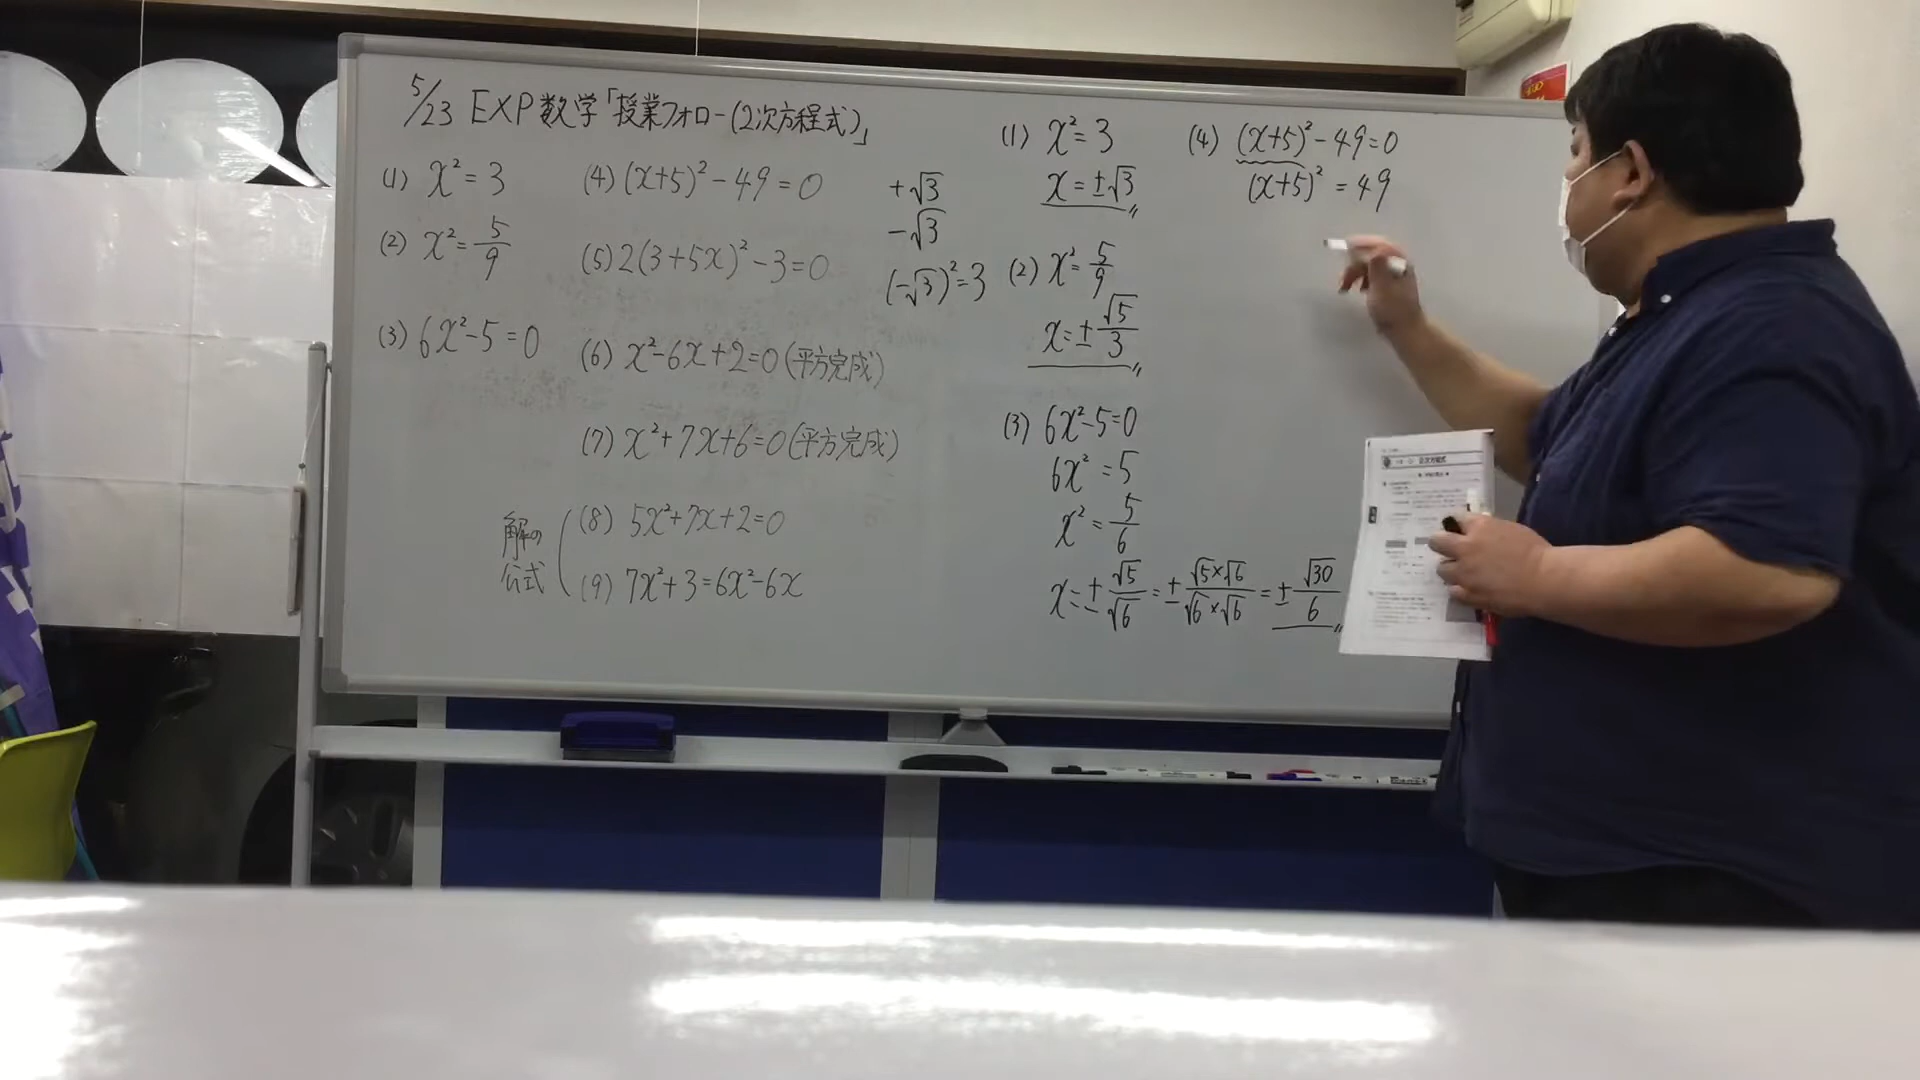 5/23 EXP数学「授業フォロー(2次方程式)」
(1) x²=3
(2) x²=5/9
(3) 6x²-5=0
(4) (x+5)²-49=0
(5) 2(3+5x)²-3=0
(6) x²-6x+2=0(平方完成)
(7) x²+7x+6=0(平方完成)
解の公式
(8) 5x²+7x+2=0
(9) 7x²+3=6x²-6x
+√3
-√3
(-√3)²=3
(1) x²=3
x=±√3
(2) x²=5/9
x=±√5/3
(3) 6x²-5=0
6x²=5
x²=5/6
x=±√5/√6=±√5×√6/√6×√6=±√30/6
(4) (x+5)²-49=0
(x+5)²=49